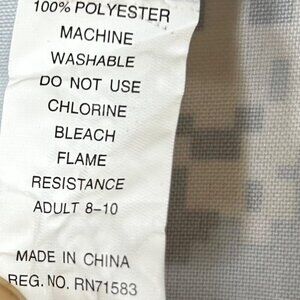 100% POLYESTER
MACHINE
WASHABLE
DO NOT USE
CHLORINE
BLEACH
FLAME
RESISTANCE
ADULT 8-10
MADE IN CHINA
REG. NO. RN71583